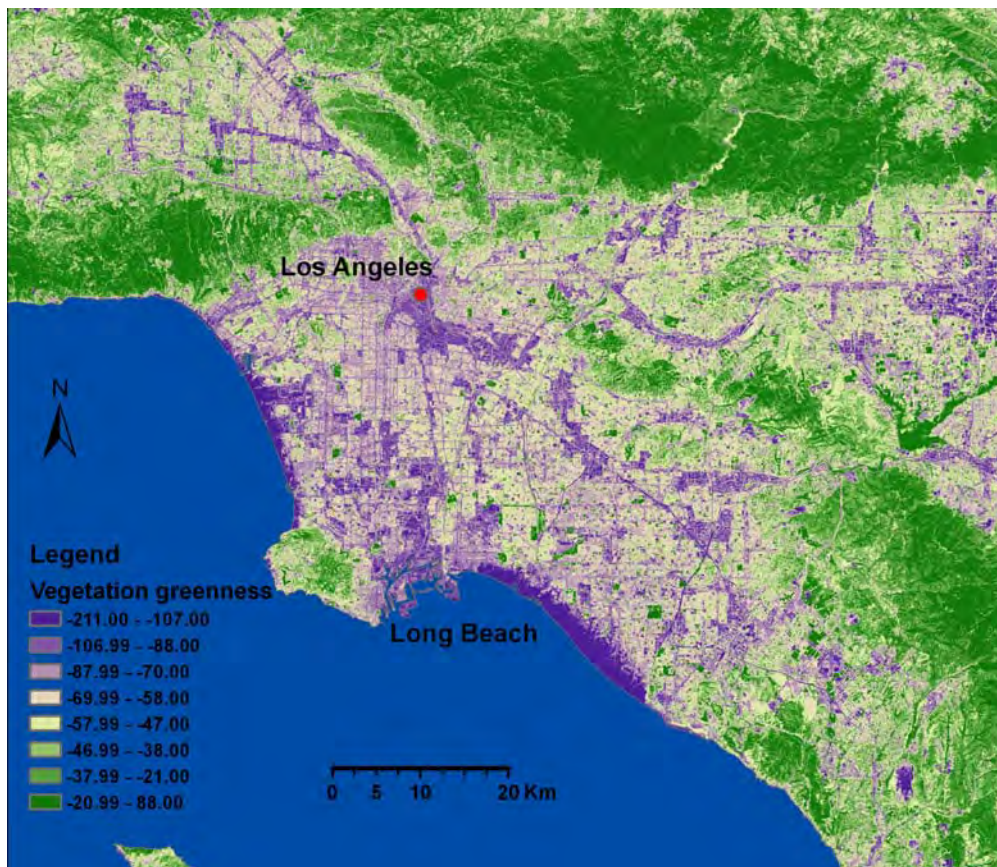 Los Angeles
N
Legend
Vegetation greenness
-211.00 - -107.00
-106.99 - -88.00
-87.99 - -70.00
-69.99 - -58.00
-57.99 - -47.00
-46.99 - -38.00
-37.99 - -21.00
-20.99 - 88.00
Long Beach
0 5 10 20 Km